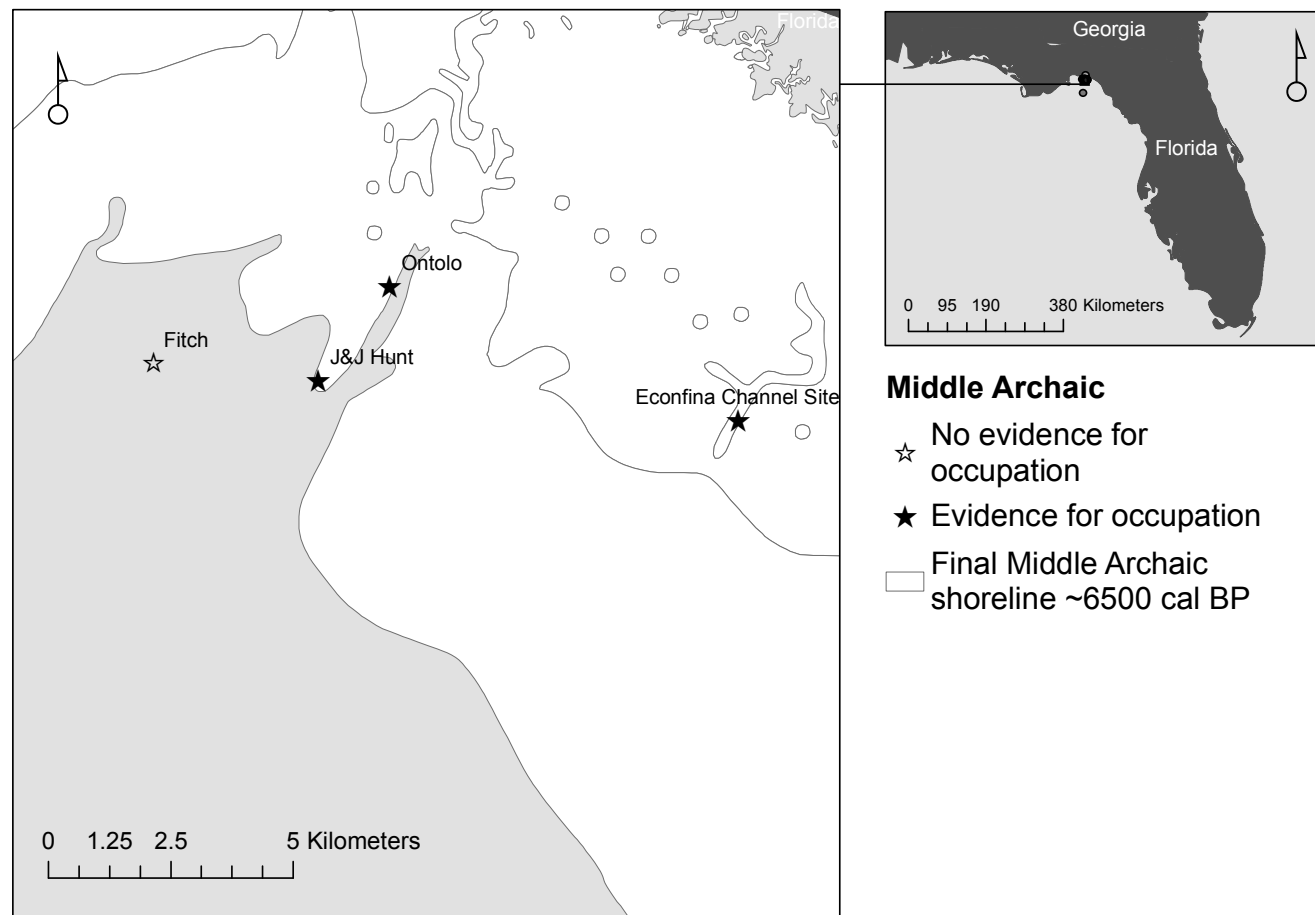 Florida
Ontolo
Fitch
J&J Hunt
Econfina Channel Site
0 1.25 2.5 5 Kilometers
Georgia
Florida
0 95 190 380 Kilometers
Middle Archaic
No evidence for
occupation
Evidence for occupation
Final Middle Archaic
shoreline ~6500 cal BP